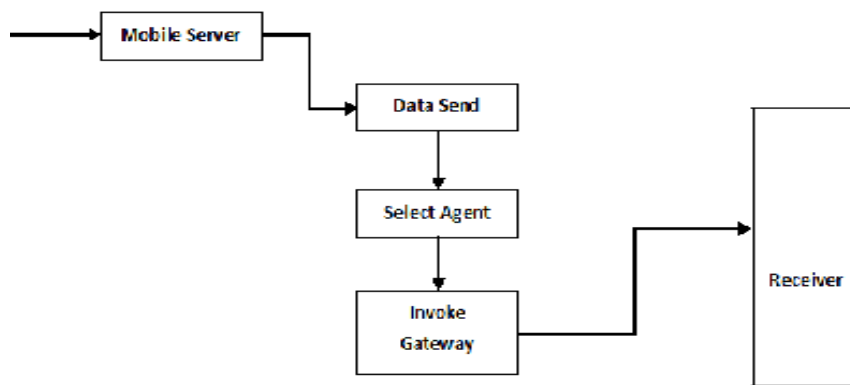 Mobile Server
Data Send
Select Agent
Invoke
Gateway
Receiver